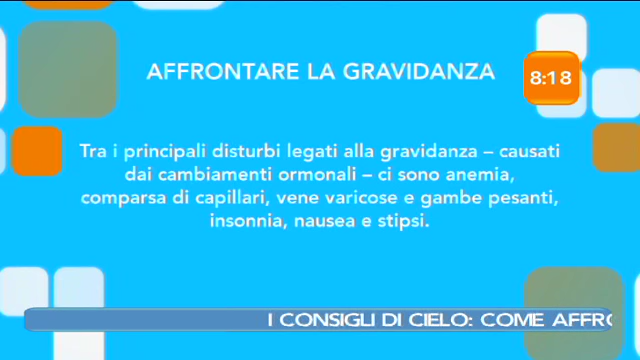 AFFRONTARE LA GRAVIDANZA
8:18
Tra i principali disturbi legati alla gravidanza – causati
dai cambiamenti ormonali – ci sono anemia,
comparsa di capillari, vene varicose e gambe pesanti,
insonnia, nausea e stipsi.
I CONSIGLI DI CIELO: COME AFFRO